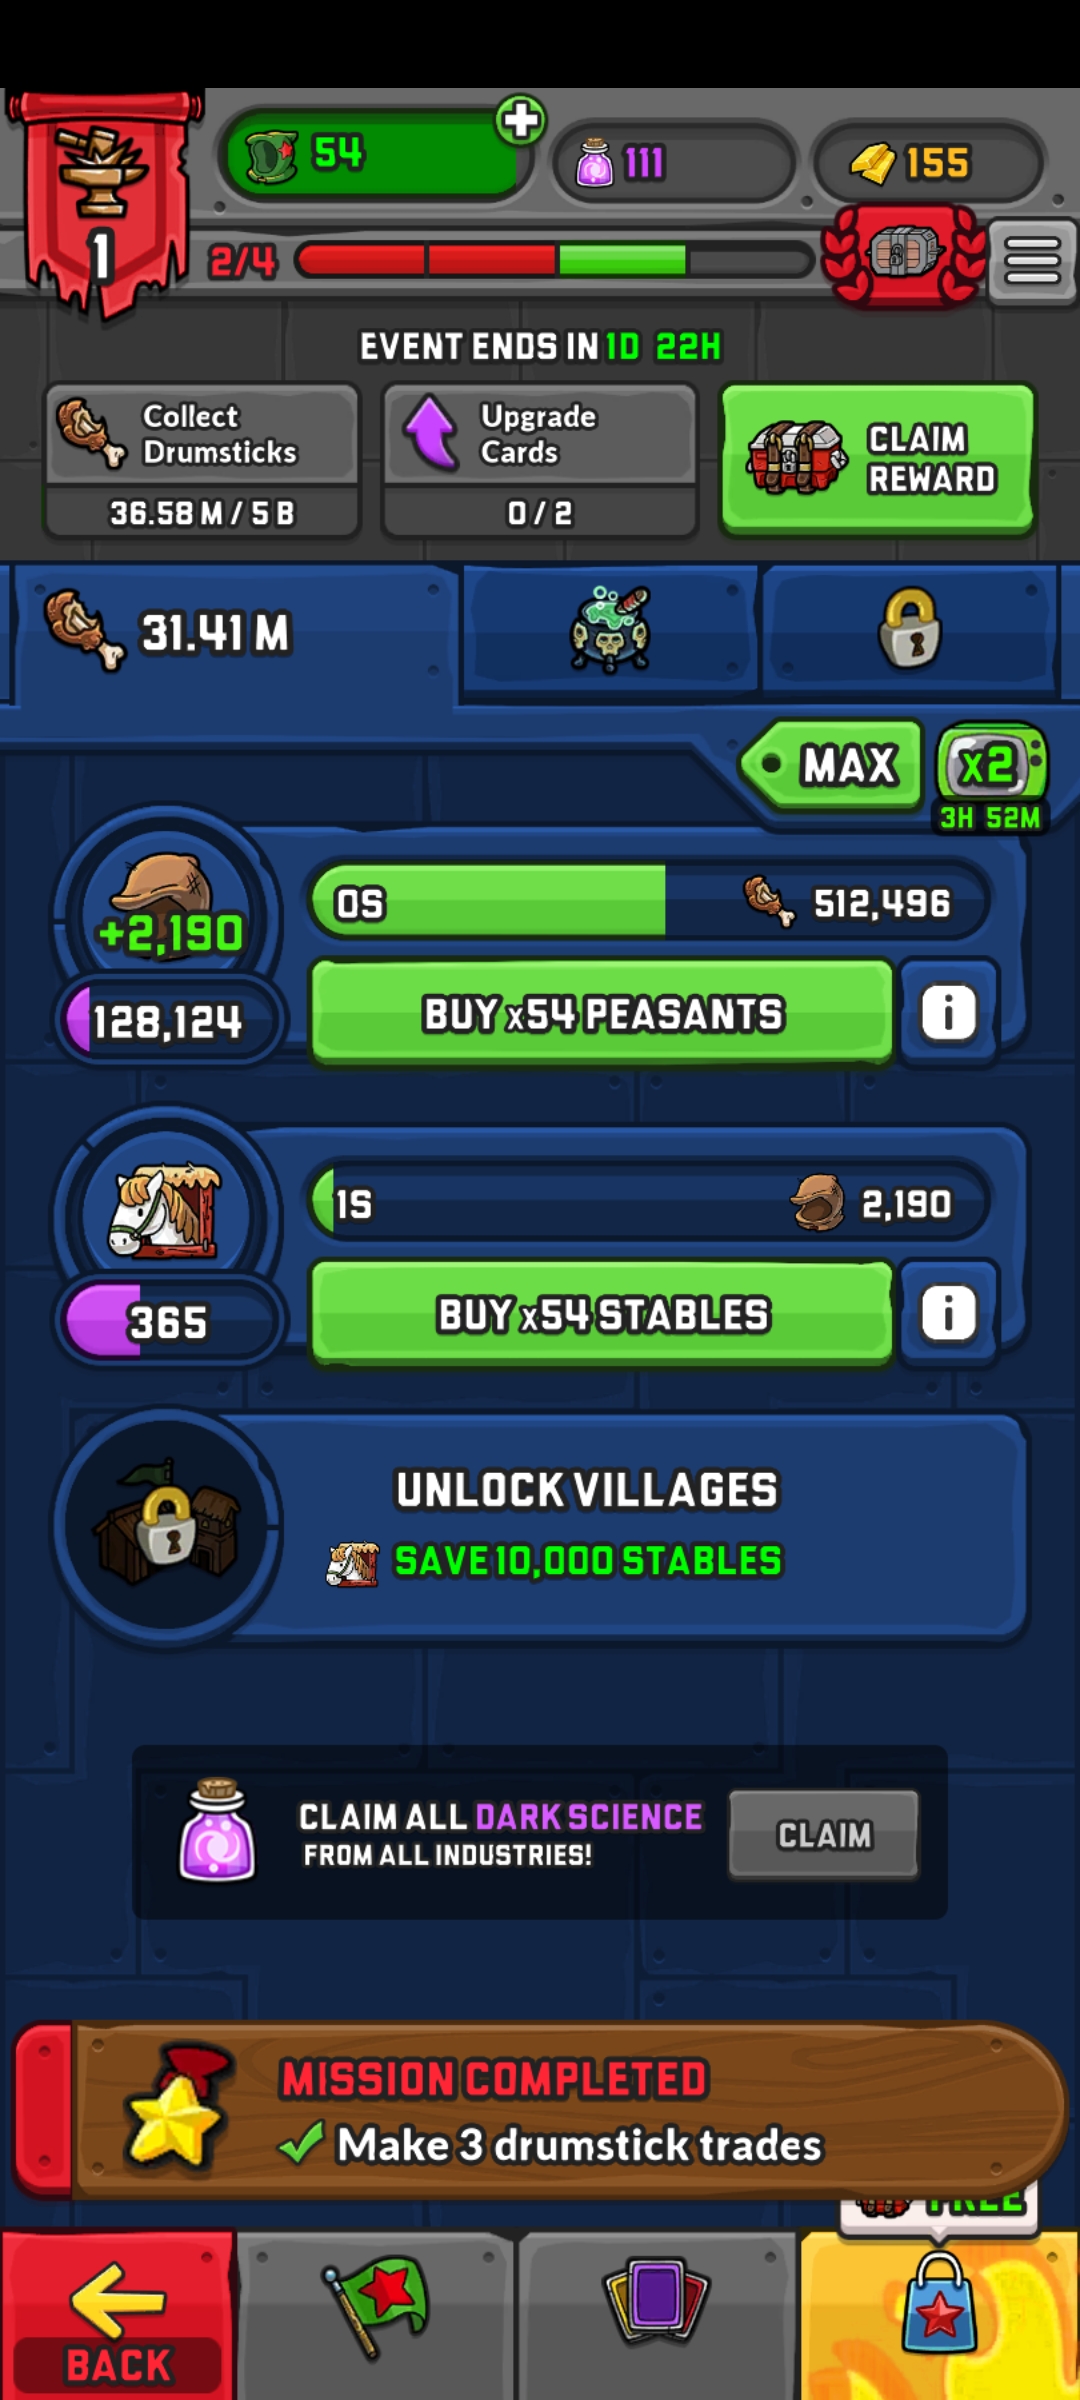 54
111
155
1
2/4
EVENT ENDS IN 1D 22H
Collect
Drumsticks
36.58 M / 5 B
Upgrade
Cards
0 / 2
CLAIM
REWARD
31.41 M
MAX
x2
3H 52M
+2,190
128,124
0S
512,496
BUY x54 PEASANTS
i
1S
2,190
365
BUY x54 STABLES
i
UNLOCK VILLAGES
SAVE 10,000 STABLES
CLAIM ALL DARK SCIENCE
FROM ALL INDUSTRIES!
CLAIM
MISSION COMPLETED
Make 3 drumstick trades
FREE
BACK